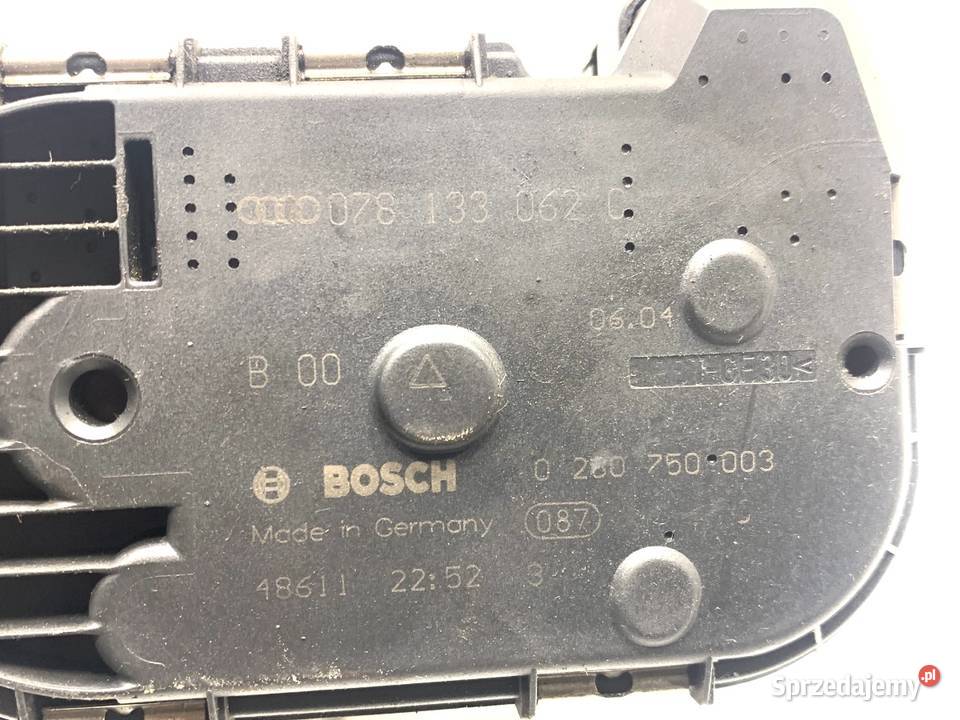 078 133 062 C
06.04
B 00
BOSCH 0 280 750 003
Made in Germany 087
48611 22:52 3
Sprzedajemy.pl